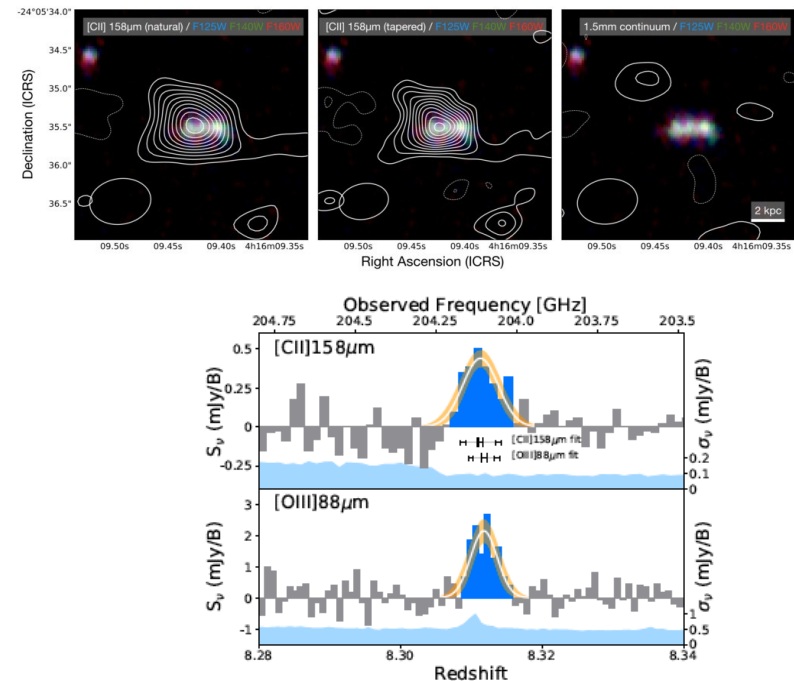 -24°05'34.0"
[CII] 158μm (natural) / F125W F140W F160W
[CII] 158μm (tapered) / F125W F140W F160W
1.5mm continuum / F125W F140W F160W
34.5"
35.0"
35.5"
36.0"
36.5"
Declination (ICRS)
2 kpc
09.50s 09.45s 09.40s 4h16m09.35s
09.50s 09.45s 09.40s 4h16m09.35s
09.50s 09.45s 09.40s 4h16m09.35s
Right Ascension (ICRS)
Observed Frequency [GHz]
204.75 204.5 204.25 204.0 203.75 203.5
[CII]158μm
0.5
0.25
0
-0.25
Sν (mJy/B)
[CII]158μm fit
[OIII]88μm fit
0.2
0.1
0
σν (mJy/B)
[OIII]88μm
3
2
1
0
-1
Sν (mJy/B)
1
0.5
0
σν (mJy/B)
8.28 8.30 8.32 8.34
Redshift